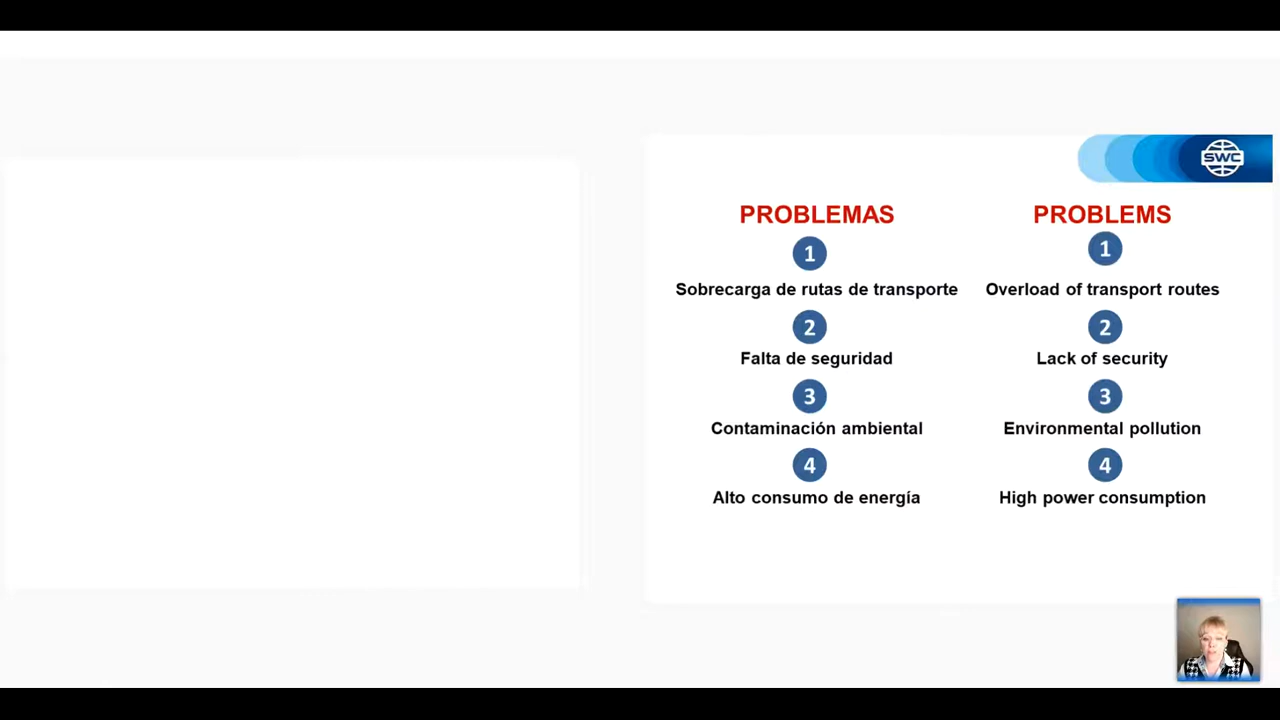 SWC
PROBLEMAS
1
Sobrecarga de rutas de transporte
2
Falta de seguridad
3
Contaminación ambiental
4
Alto consumo de energía
PROBLEMS
1
Overload of transport routes
2
Lack of security
3
Environmental pollution
4
High power consumption